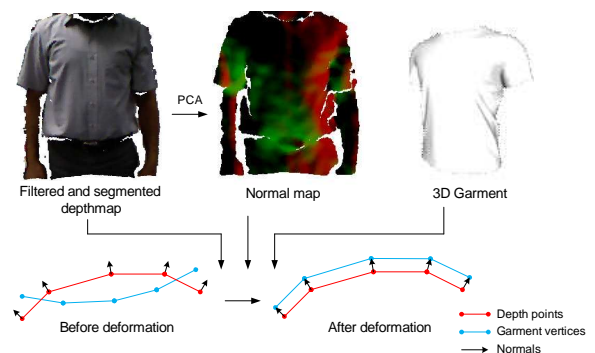 PCA
Filtered and segmented
depthmap
Normal map
3D Garment
Before deformation
After deformation
Depth points
Garment vertices
Normals